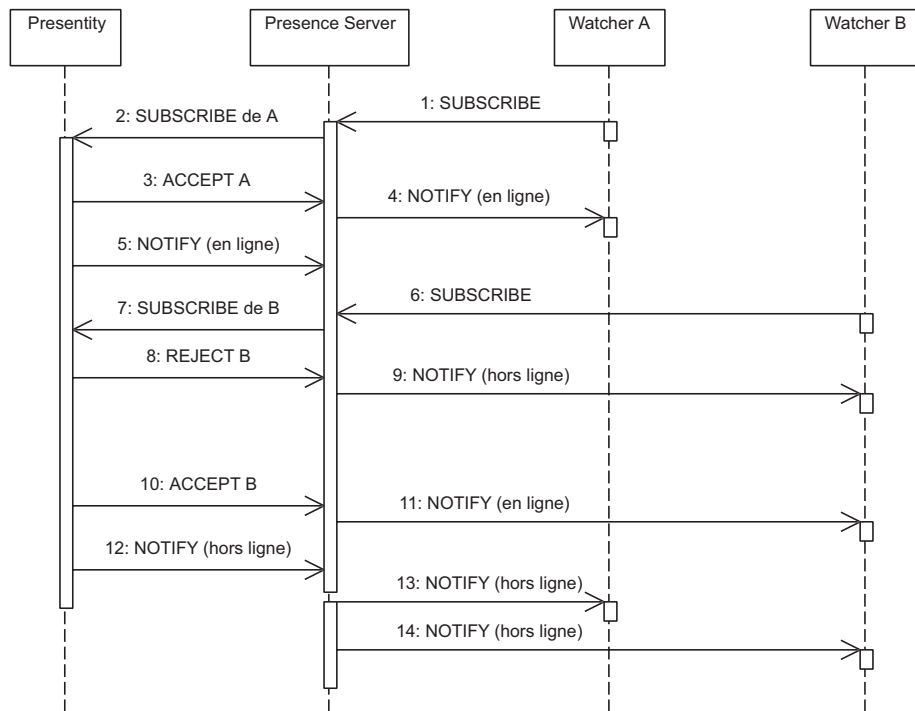 Presentity
Presence Server
Watcher A
Watcher B
1: SUBSCRIBE
2: SUBSCRIBE de A
3: ACCEPT A
4: NOTIFY (en ligne)
5: NOTIFY (en ligne)
6: SUBSCRIBE
7: SUBSCRIBE de B
8: REJECT B
9: NOTIFY (hors ligne)
10: ACCEPT B
11: NOTIFY (en ligne)
12: NOTIFY (hors ligne)
13: NOTIFY (hors ligne)
14: NOTIFY (hors ligne)